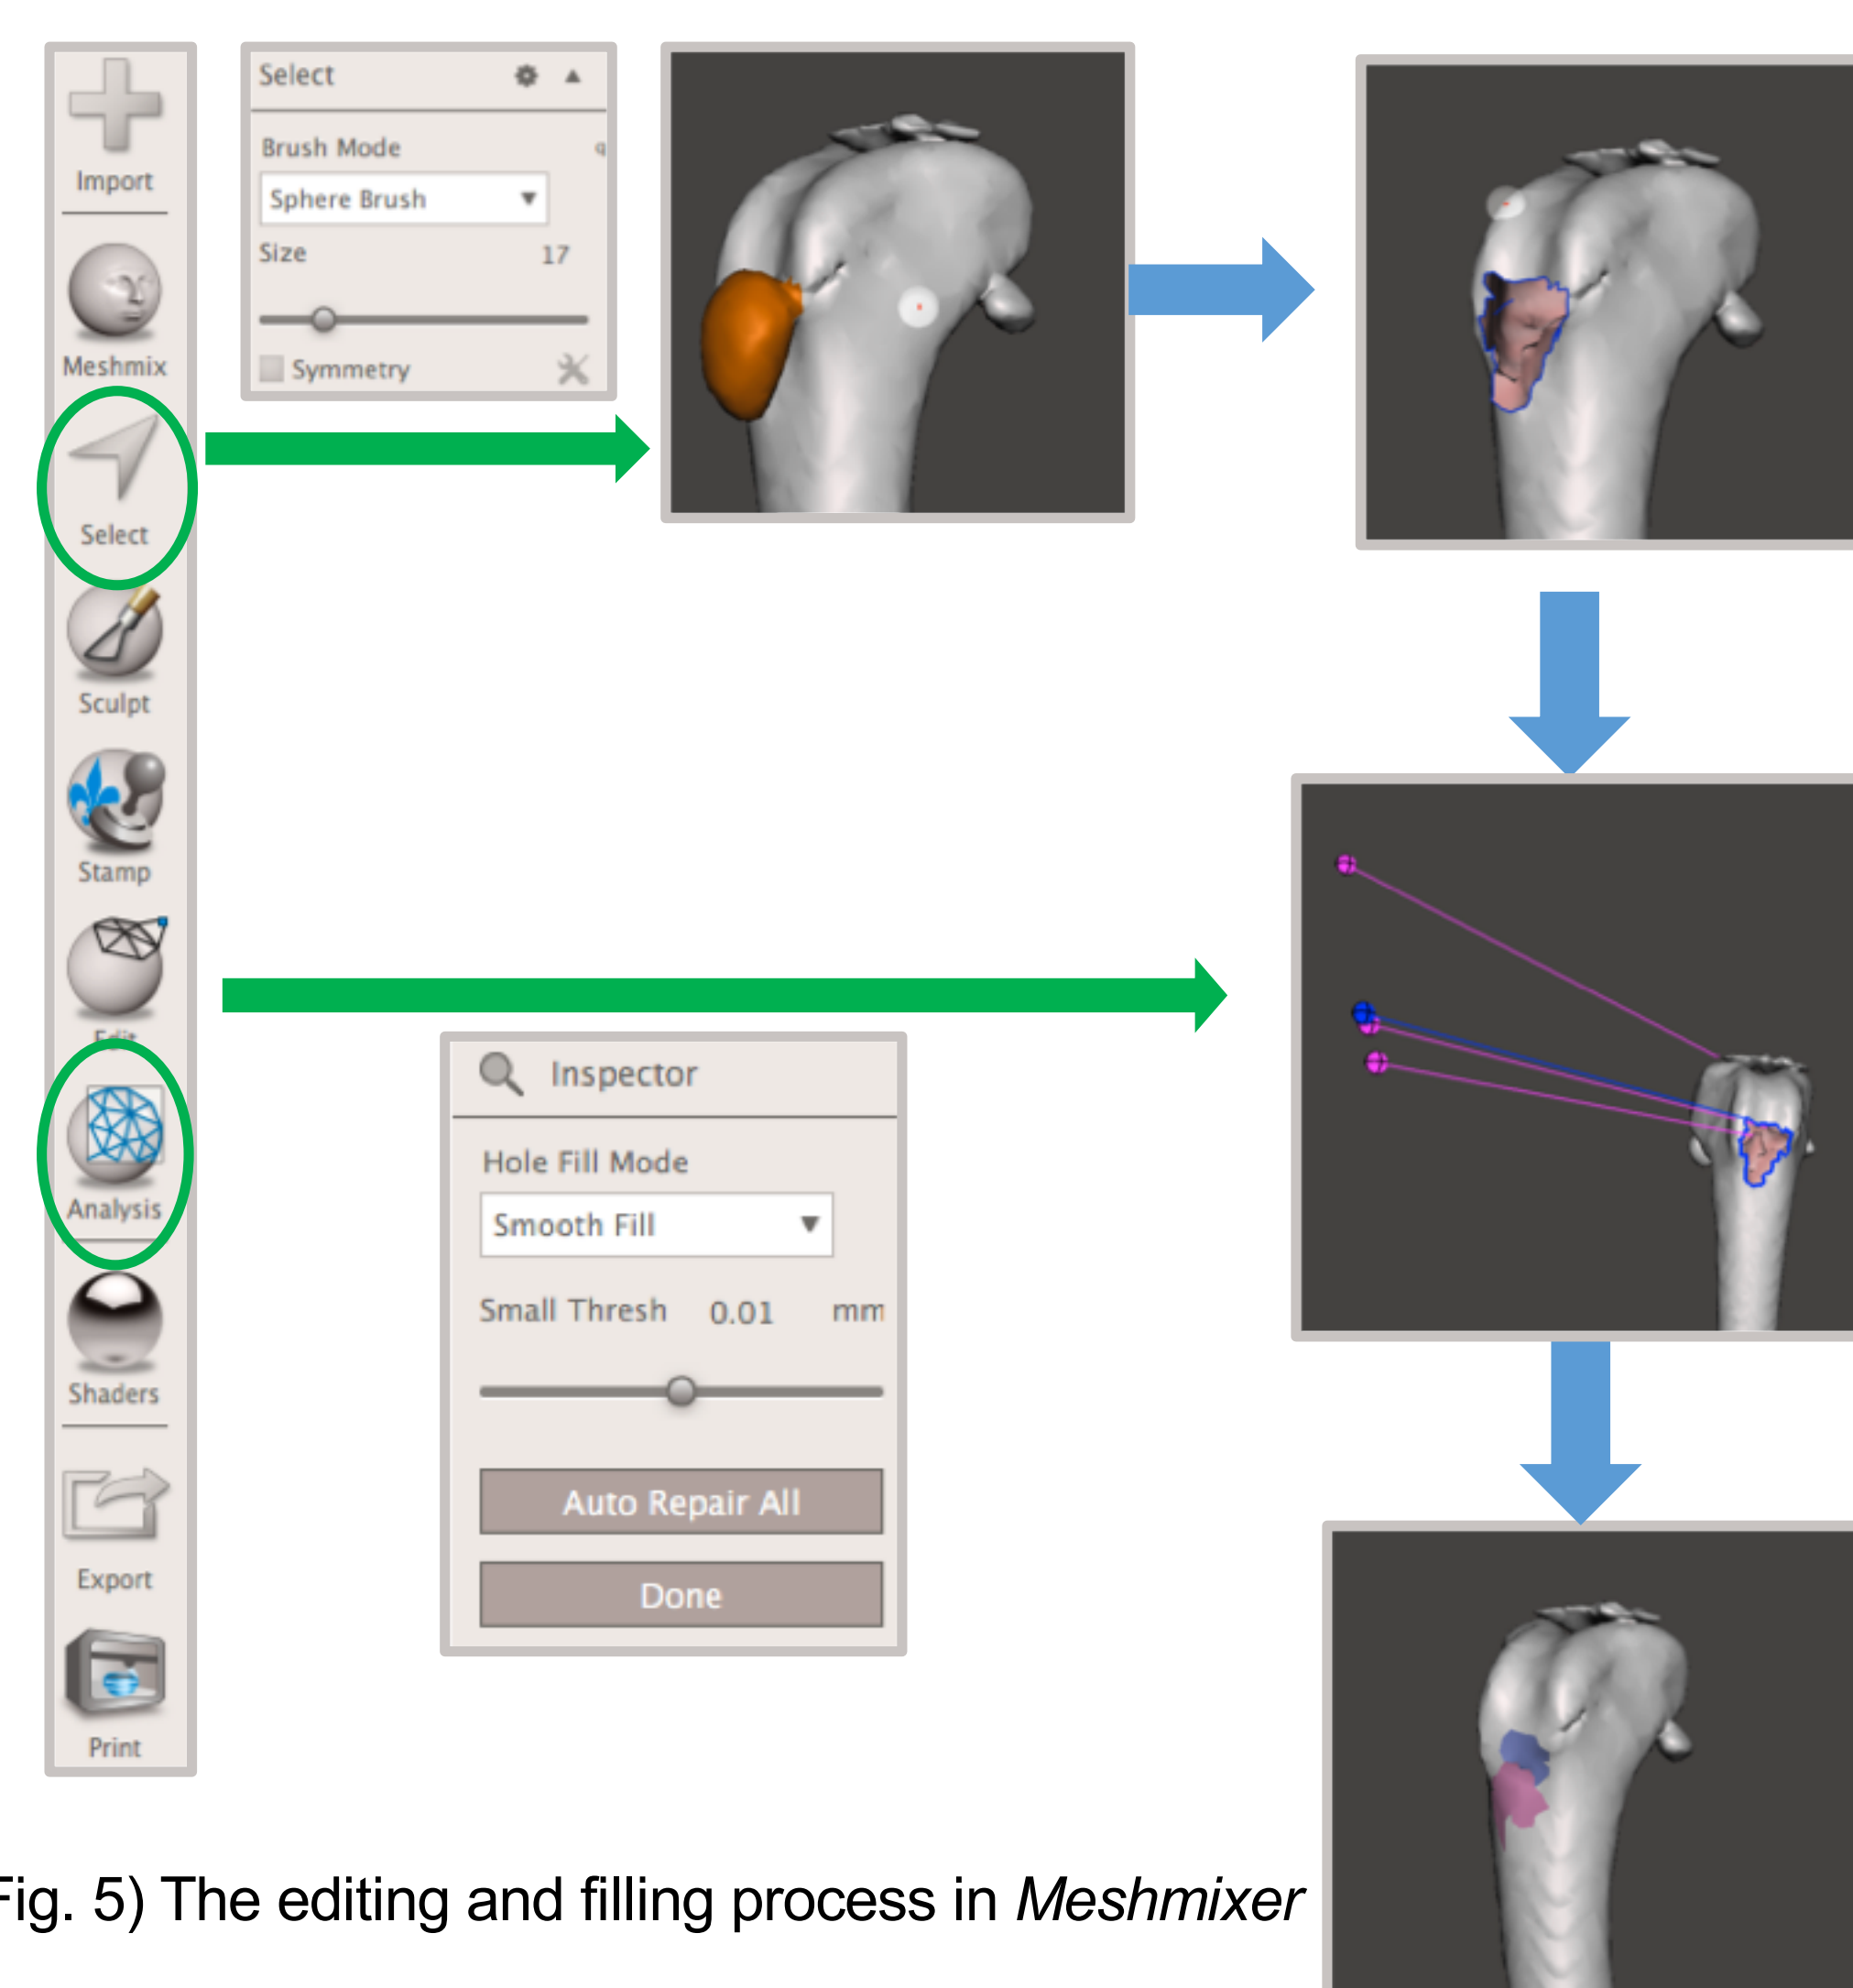 Import
Meshmix
Select
Sculpt
Stamp
Edit
Analysis
Shaders
Export
Print
Select
Brush Mode
Sphere Brush
Size 17
Symmetry
Inspector
Hole Fill Mode
Smooth Fill
Small Thresh 0.01 mm
Auto Repair All
Done
Fig. 5) The editing and filling process in Meshmixer